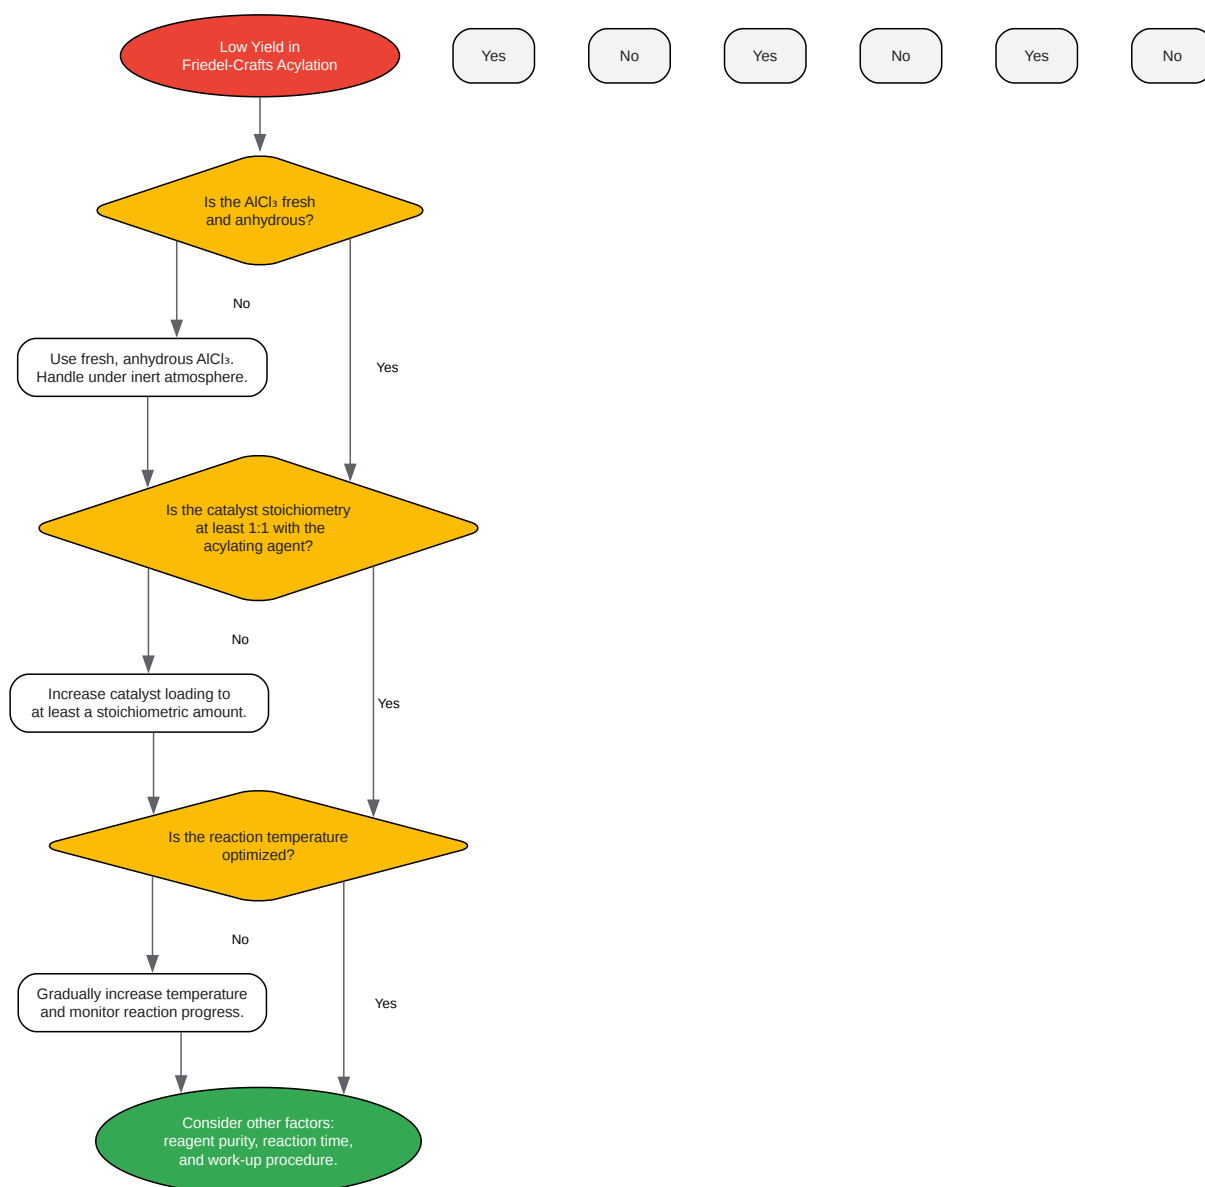 Low Yield in
Friedel-Crafts Acylation
Yes
No
Yes
No
Yes
No
Is the AlCl₃ fresh
and anhydrous?
No
Use fresh, anhydrous AlCl₃.
Handle under inert atmosphere.
Yes
Is the catalyst stoichiometry
at least 1:1 with the
acylating agent?
No
Increase catalyst loading to
at least a stoichiometric amount.
Yes
Is the reaction temperature
optimized?
No
Gradually increase temperature
and monitor reaction progress.
Yes
Consider other factors:
reagent purity, reaction time,
and work-up procedure.